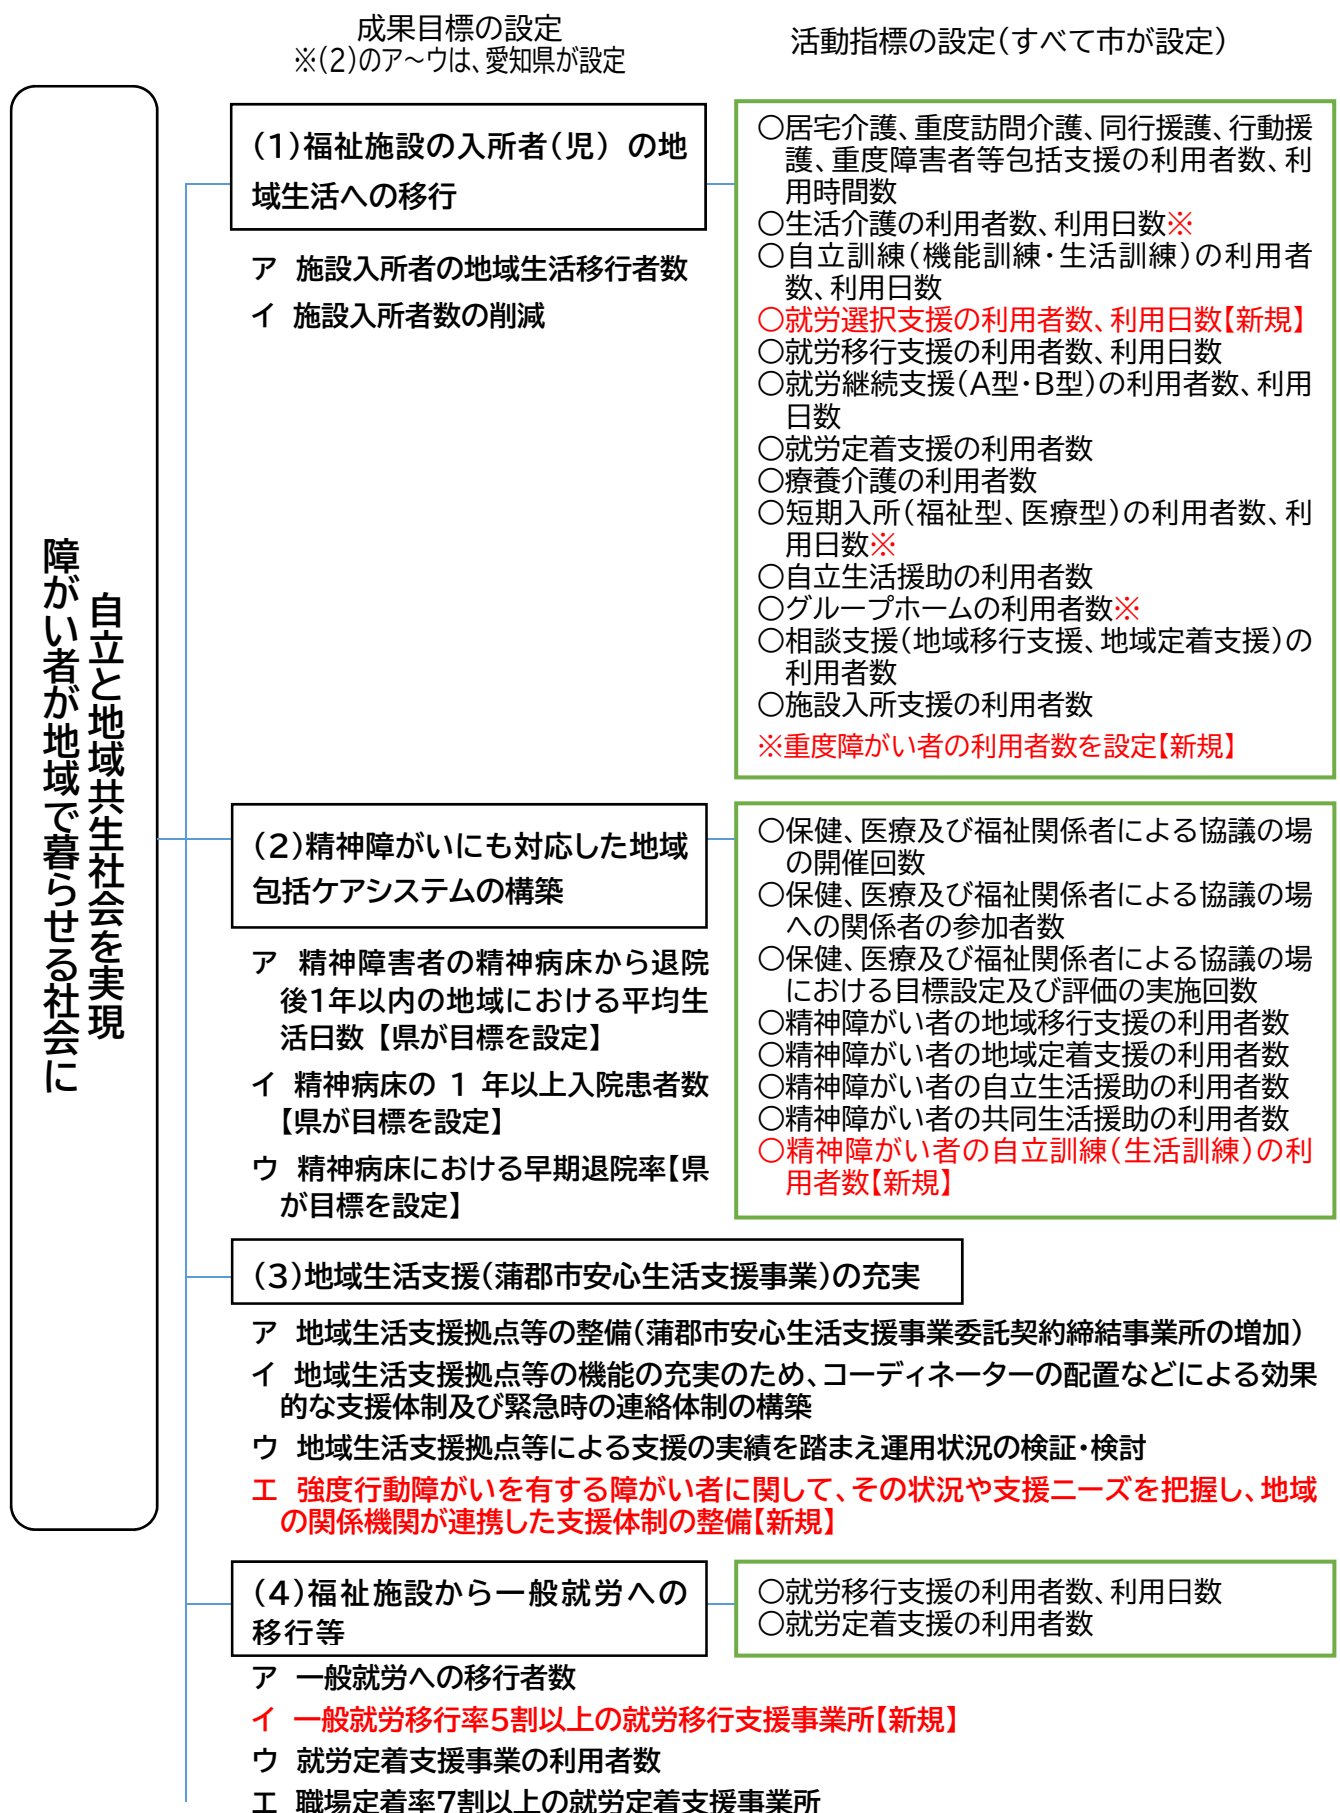 成果目標の設定
※(2)のア～ウは、愛知県が設定
活動指標の設定(すべて市が設定)
自立と地域共生社会を実現
障がい者が地域で暮らせる社会に
(1)福祉施設の入所者(児) の地
域生活への移行
ア 施設入所者の地域生活移行者数
イ 施設入所者数の削減
○居宅介護、重度訪問介護、同行援護、行動援
護、重度障害者等包括支援の利用者数、利
用時間数
○生活介護の利用者数、利用日数※
○自立訓練(機能訓練・生活訓練)の利用者
数、利用日数
○就労選択支援の利用者数、利用日数【新規】
○就労移行支援の利用者数、利用日数
○就労継続支援(A型・B型)の利用者数、利用
日数
○就労定着支援の利用者数
○療養介護の利用者数
○短期入所(福祉型、医療型)の利用者数、利
用日数※
○自立生活援助の利用者数
○グループホームの利用者数※
○相談支援(地域移行支援、地域定着支援)の
利用者数
○施設入所支援の利用者数
※重度障がい者の利用者数を設定【新規】
(2)精神障がいにも対応した地域
包括ケアシステムの構築
ア 精神障害者の精神病床から退院
後1年以内の地域における平均生
活日数 【県が目標を設定】
イ 精神病床の 1 年以上入院患者数
【県が目標を設定】
ウ 精神病床における早期退院率【県
が目標を設定】
○保健、医療及び福祉関係者による協議の場
の開催回数
○保健、医療及び福祉関係者による協議の場
への関係者の参加者数
○保健、医療及び福祉関係者による協議の場
における目標設定及び評価の実施回数
○精神障がい者の地域移行支援の利用者数
○精神障がい者の地域定着支援の利用者数
○精神障がい者の自立生活援助の利用者数
○精神障がい者の共同生活援助の利用者数
○精神障がい者の自立訓練(生活訓練)の利
用者数【新規】
(3)地域生活支援(蒲郡市安心生活支援事業)の充実
ア 地域生活支援拠点等の整備(蒲郡市安心生活支援事業委託契約締結事業所の増加)
イ 地域生活支援拠点等の機能の充実のため、コーディネーターの配置などによる効果
的な支援体制及び緊急時の連絡体制の構築
ウ 地域生活支援拠点等による支援の実績を踏まえ運用状況の検証・検討
エ 強度行動障がいを有する障がい者に関して、その状況や支援ニーズを把握し、地域
の関係機関が連携した支援体制の整備【新規】
(4)福祉施設から一般就労への
移行等
○就労移行支援の利用者数、利用日数
○就労定着支援の利用者数
ア 一般就労への移行者数
イ 一般就労移行率5割以上の就労移行支援事業所【新規】
ウ 就労定着支援事業の利用者数
エ 職場定着率7割以上の就労定着支援事業所